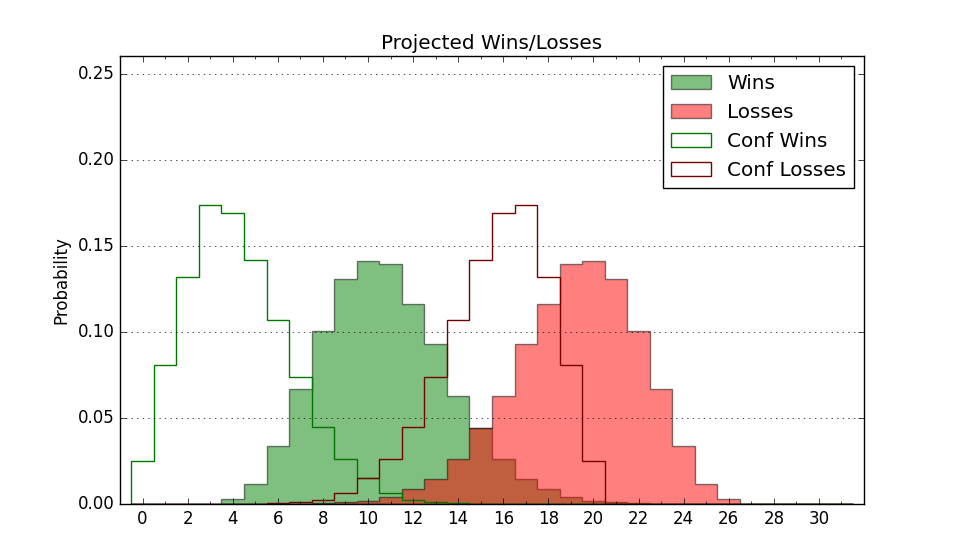 Projected Wins/Losses
0.25
0.20
0.15
0.10
0.05
0.00
Probability
Wins
Losses
Conf Wins
Conf Losses
0 2 4 6 8 10 12 14 16 18 20 22 24 26 28 30